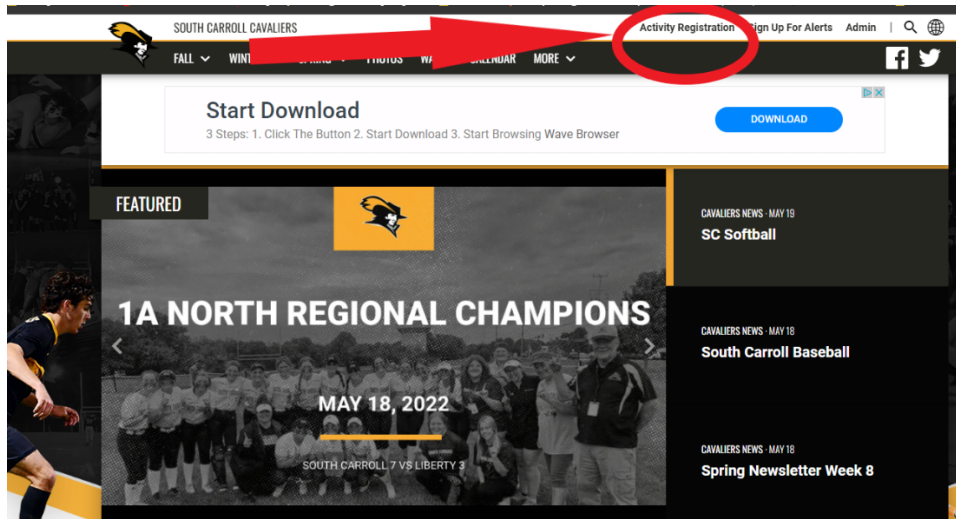 SOUTH CARROLL CAVALIERS
Activity Registration Sign Up For Alerts Admin
FALL PHOTOS CALENDAR MORE
Start Download
3 Steps: 1. Click The Button 2. Start Download 3. Start Browsing Wave Browser
DOWNLOAD
FEATURED
1A NORTH REGIONAL CHAMPIONS
MAY 18, 2022
SOUTH CARROLL 7 VS LIBERTY 3
CAVALIERS NEWS · MAY 19
SC Softball
CAVALIERS NEWS · MAY 18
South Carroll Baseball
CAVALIERS NEWS · MAY 18
Spring Newsletter Week 8